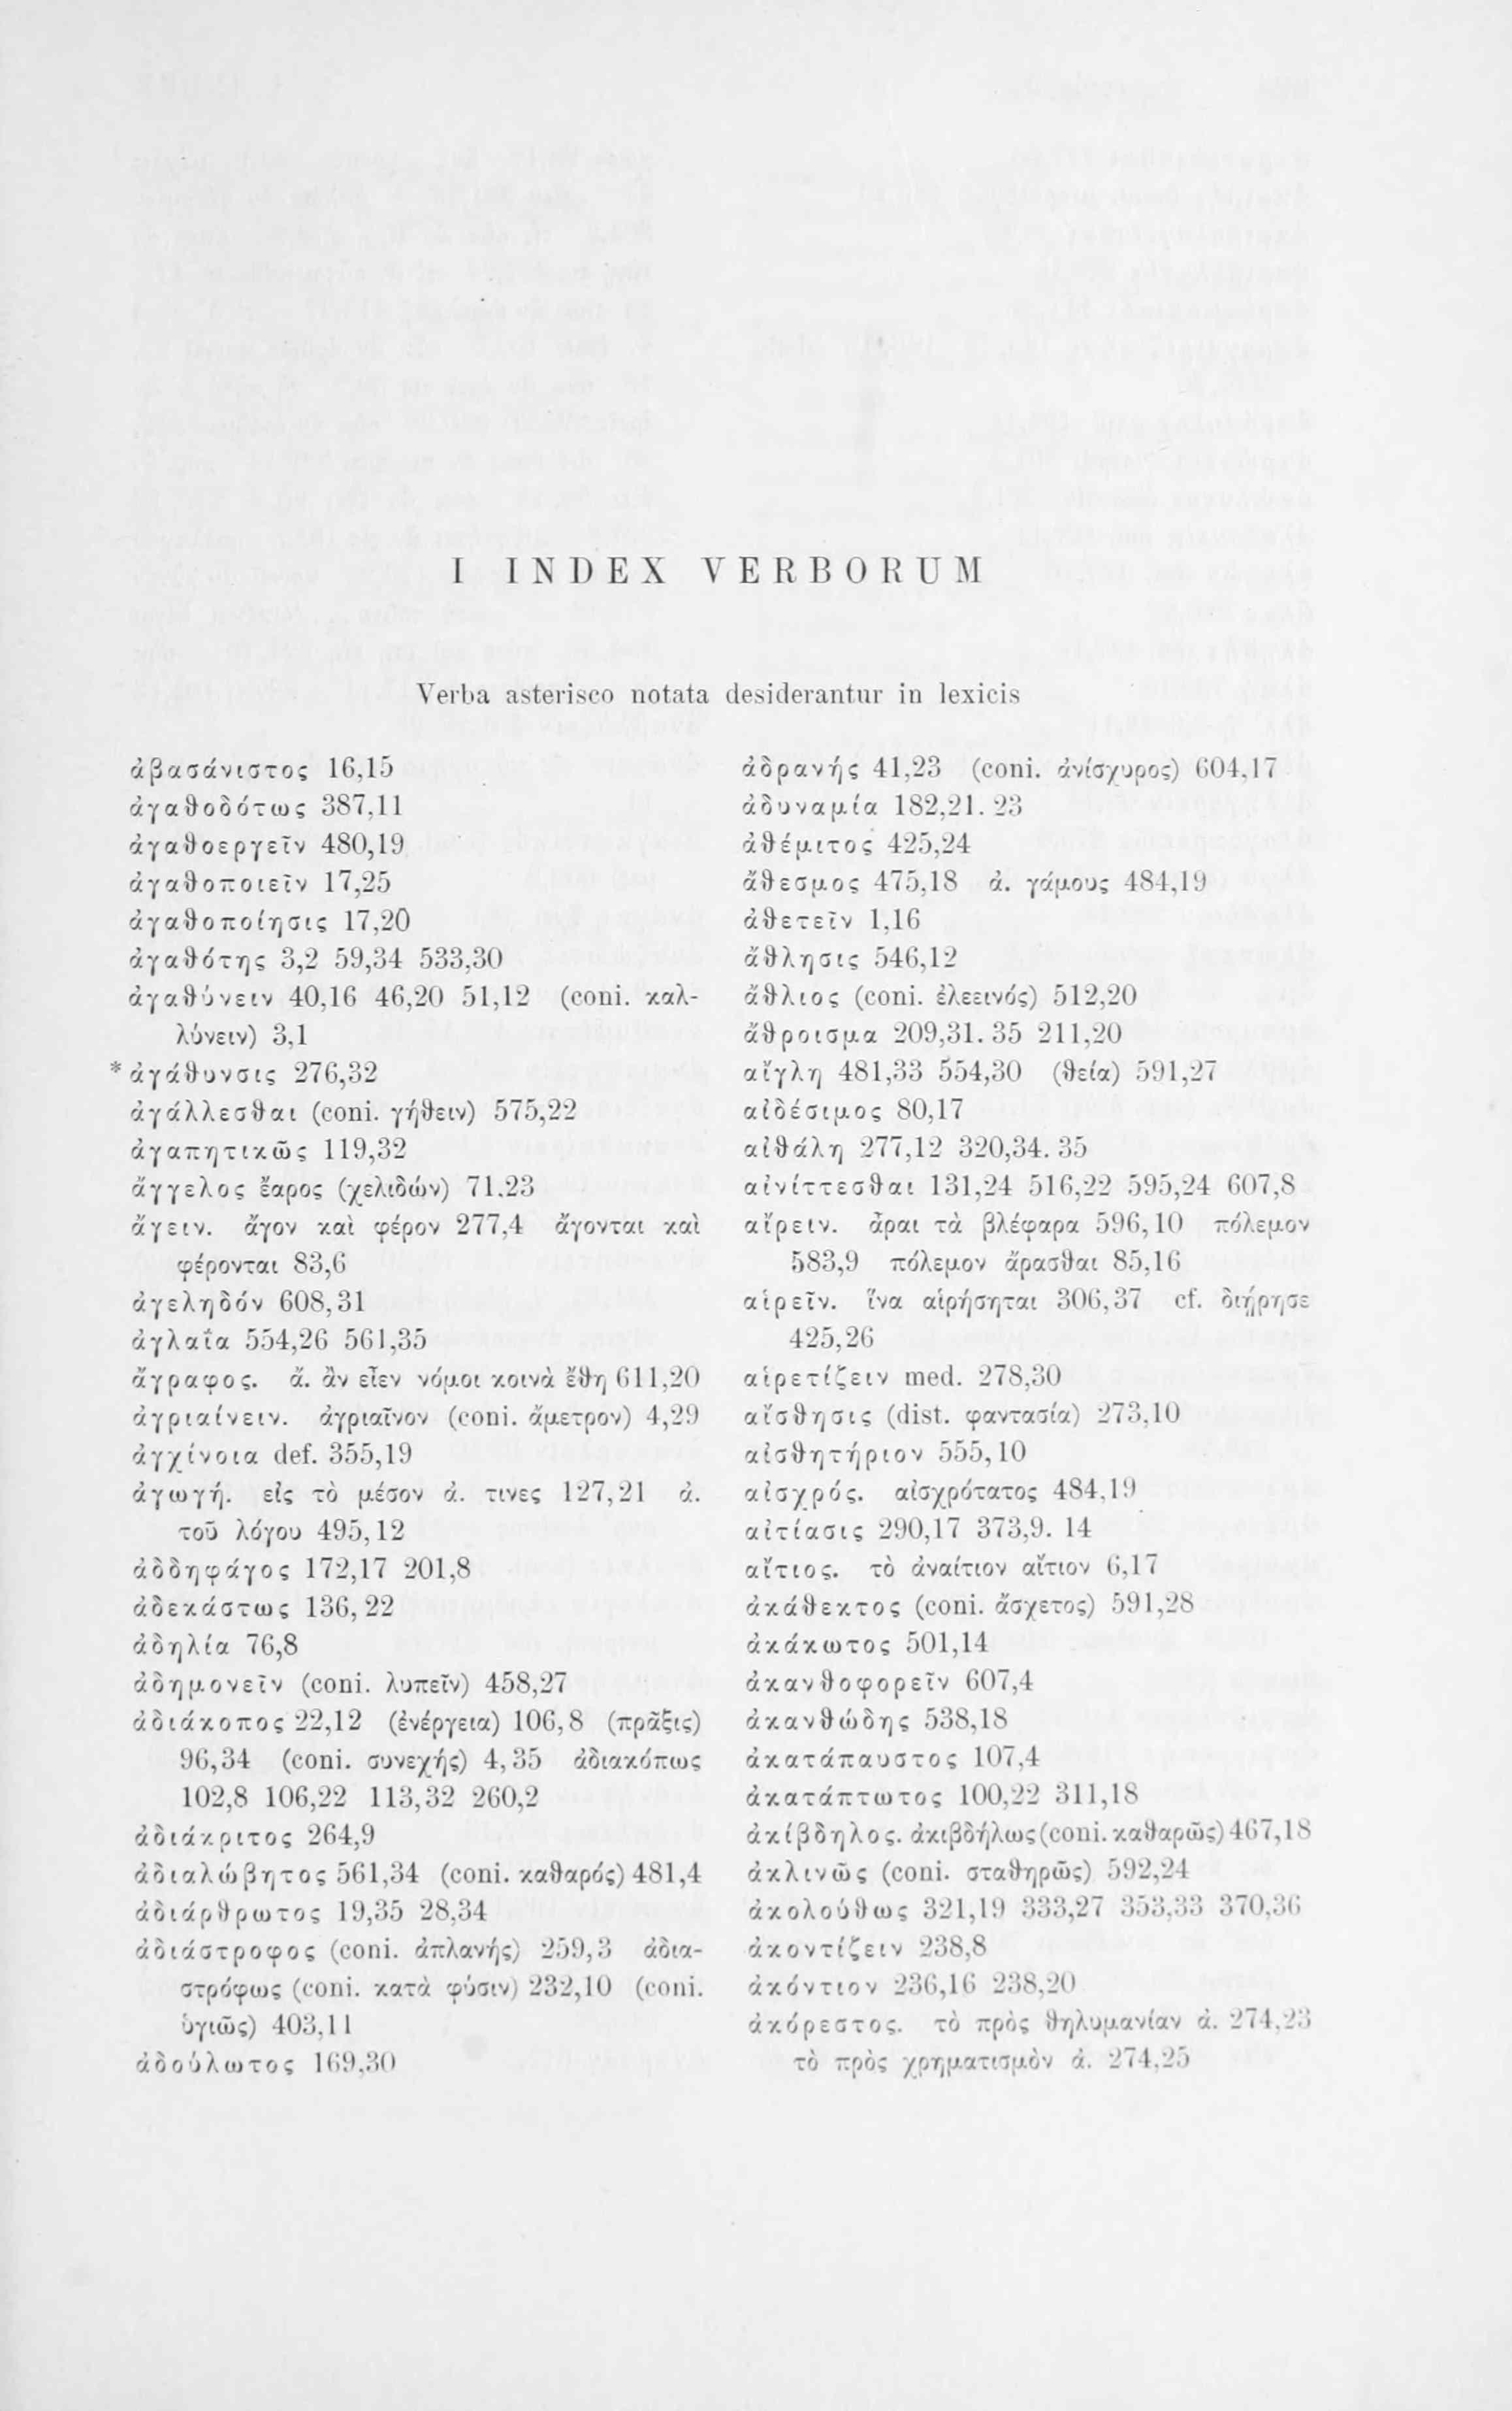 I INDEX VERBORUM
Verba asterisco notata desiderantur in lexicis
ἀβασάνιστος 16,15
ἀγαθοδότως 387,11
ἀγαθοεργεῖν 480,19
ἀγαθοποιεῖν 17,25
ἀγαθοποίησις 17,20
ἀγαθότης 3,2 59,34 533,30
ἀγαθύνειν 40,16 46,20 51,12 (coni. καλ-
λύνειν) 3,1
*ἀγάθυνσις 276,32
ἀγάλλεσθαι (coni. γήθειν) 575,22
ἀγαπητικῶς 119,32
ἄγγελος ἔαρος (χελιδών) 71,23
ἄγειν. ἄγον καὶ φέρον 277,4 ἄγονται καὶ
φέρονται 83,6
ἀγεληδόν 608,31
ἀγλαΐα 554,26 561,35
ἄγραφος. ἄ. ἂν εἶεν νόμοι κοινὰ ἔθη 611,20
ἀγριαίνειν. ἀγριαῖνον (coni. ἄμετρον) 4,29
ἀγχίνοια def. 355,19
ἀγωγή. εἰς τὸ μέσον ἀ. τινες 127,21 ἀ.
τοῦ λόγου 495,12
ἀδδηφάγος 172,17 201,8
ἀδεκάστως 136,22
ἀδηλία 76,8
ἀδημονεῖν (coni. λυπεῖν) 458,27
ἀδιάκοπος 22,12 (ἐνέργεια) 106,8 (πρᾶξις)
96,34 (coni. συνεχής) 4,35 ἀδιακόπως
102,8 106,22 113,32 260,2
ἀδιάκριτος 264,9
ἀδιαλώβητος 561,34 (coni. καθαρός) 481,4
ἀδιάρθρωτος 19,35 28,34
ἀδιάστροφος (coni. ἀπλανής) 259,3 ἀδια-
στρόφως (coni. κατὰ φύσιν) 232,10 (coni.
ὑγιῶς) 403,11
ἀδούλωτος 169,30
ἀδρανής 41,23 (coni. ἀνίσχυρος) 604,17
ἀδυναμία 182,21. 23
ἀθέμιτος 425,24
ἄθεσμος 475,18 ἀ. γάμους 484,19
ἀθετεῖν 1,16
ἄθλησις 546,12
ἄθλιος (coni. ἐλεεινός) 512,20
ἄθροισμα 209,31. 35 211,20
αἴγλη 481,33 554,30 (θεία) 591,27
αἰδέσιμος 80,17
αἰθάλη 277,12 320,34. 35
αἰνίττεσθαι 131,24 516,22 595,24 607,8
αἴρειν. ἆραι τὰ βλέφαρα 596,10 πόλεμον
583,9 πόλεμον ἄρασθαι 85,16
αἱρεῖν. ἵνα αἱρήσηται 306,37 cf. διῄρησε
425,26
αἱρετίζειν med. 278,30
αἴσθησις (dist. φαντασία) 273,10
αἰσθητήριον 555,10
αἰσχρός. αἰσχρότατος 484,19
αἰτίασις 290,17 373,9. 14
αἴτιος. τὸ ἀναίτιον αἴτιον 6,17
ἀκάθεκτος (coni. ἄσχετος) 591,28
ἀκάκωτος 501,14
ἀκανθοφορεῖν 607,4
ἀκανθώδης 538,18
ἀκατάπαυστος 107,4
ἀκατάπτωτος 100,22 311,18
ἀκίβδηλος. ἀκιβδήλως (coni. καθαρῶς) 467,18
ἀκλινῶς (coni. σταθηρῶς) 592,24
ἀκολούθως 321,19 333,27 353,33 370,36
ἀκοντίζειν 238,8
ἀκόντιον 236,16 238,20
ἀκόρεστος. τὸ πρὸς θηλυμανίαν ἀ. 274,23
τὸ πρὸς χρηματισμὸν ἀ. 274,25